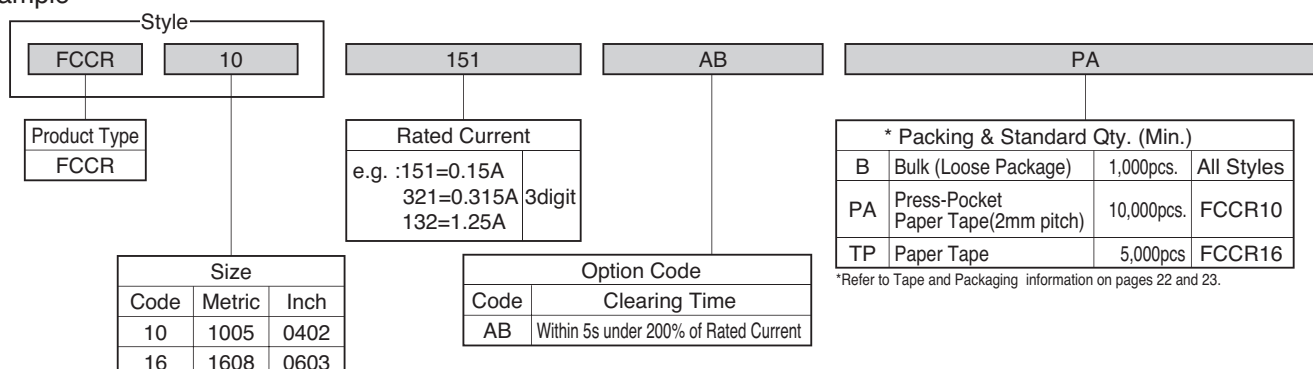 Style
FCCR 10 151 AB PA
Product Type
FCCR
Rated Current
e.g. :151=0.15A
321=0.315A 3digit
132=1.25A
* Packing & Standard Qty. (Min.)
B Bulk (Loose Package) 1,000pcs. All Styles
PA Press-Pocket Paper Tape(2mm pitch) 10,000pcs. FCCR10
TP Paper Tape 5,000pcs FCCR16
*Refer to Tape and Packaging information on pages 22 and 23.
Size
Code Metric Inch
10 1005 0402
16 1608 0603
Option Code
Code Clearing Time
AB Within 5s under 200% of Rated Current